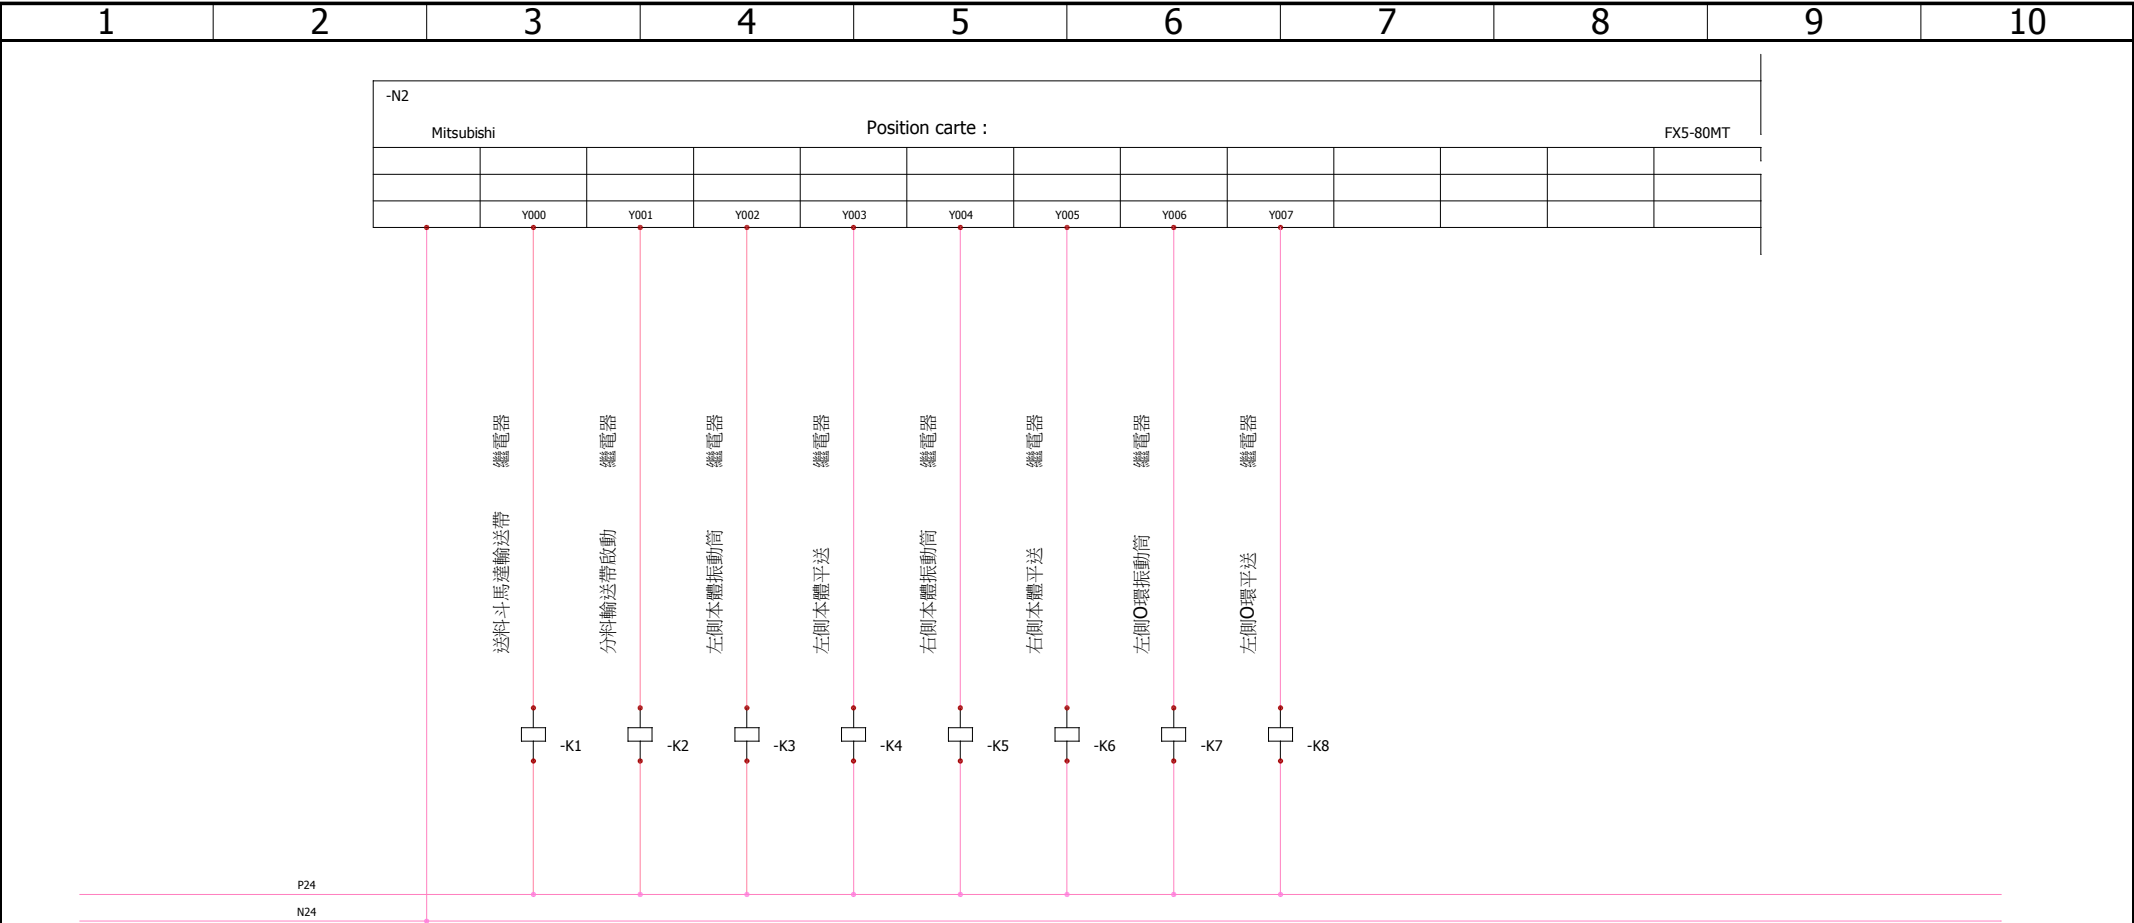 1 2 3 4 5 6 7 8 9 10
-N2
Mitsubishi Position carte : FX5-80MT
Y000 Y001 Y002 Y003 Y004 Y005 Y006 Y007
送料斗馬達輸送帶 繼電器
分料輸送帶啟動 繼電器
左側本體振動筒 繼電器
左側本體平送 繼電器
右側本體振動筒 繼電器
右側本體平送 繼電器
左側O環振動筒 繼電器
左側O環平送 繼電器
-K1 -K2 -K3 -K4 -K5 -K6 -K7 -K8
P24
N24